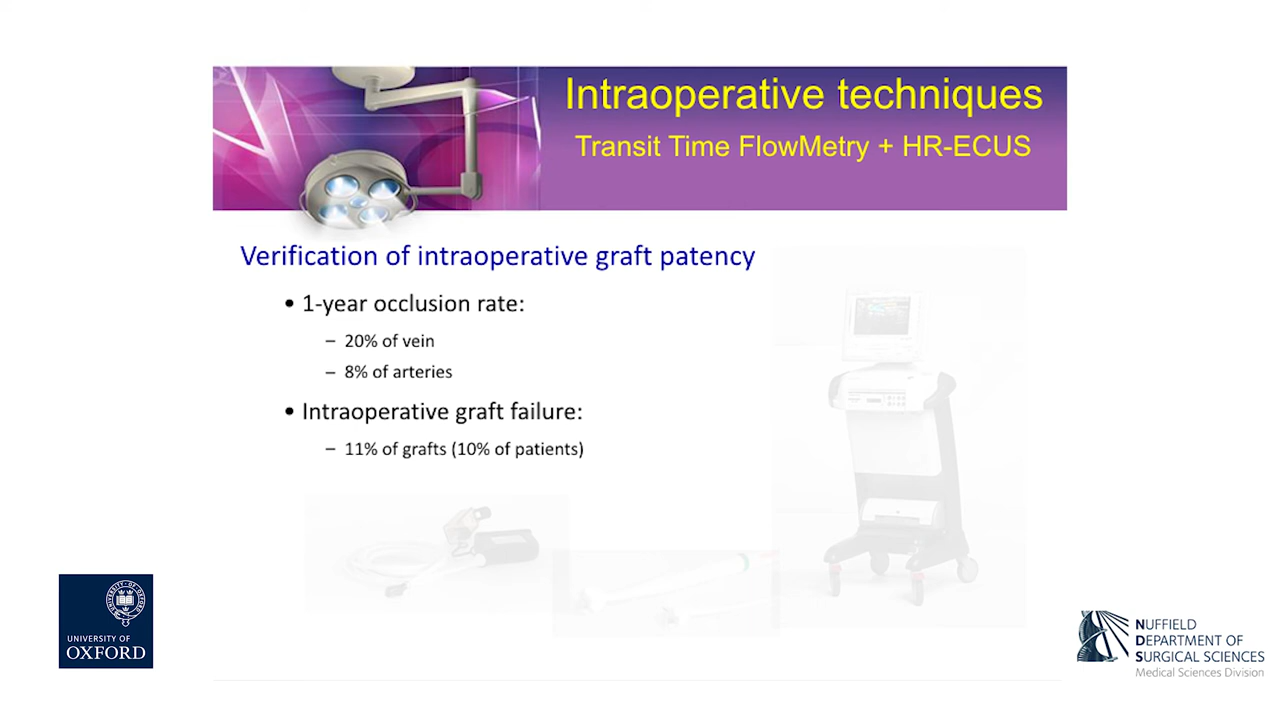 Intraoperative techniques
Transit Time FlowMetry + HR-ECUS
Verification of intraoperative graft patency
• 1-year occlusion rate:
– 20% of vein
– 8% of arteries
• Intraoperative graft failure:
– 11% of grafts (10% of patients)
UNIVERSITY OF
OXFORD
NUFFIELD
DEPARTMENT OF
SURGICAL SCIENCES
Medical Sciences Division